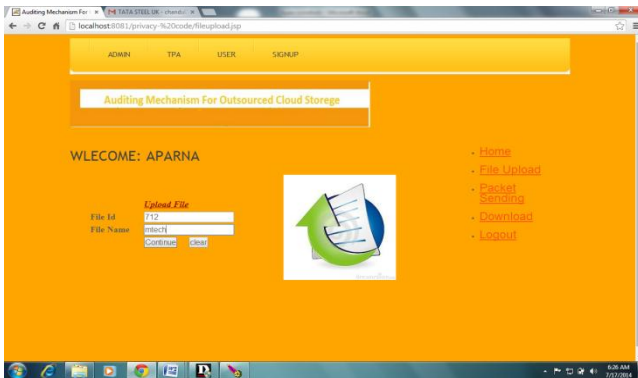 Auditing Mechanism For
TATA STEEL UK - chandu
localhost:8081/privacy-%20code/fileupload.jsp
ADMIN TPA USER SIGNUP
Auditing Mechanism For Outsourced Cloud Storege
WLECOME: APARNA
Upload File
File Id 712
File Name mtech
Continue clear
Home
File Upload
Packet
Sending
Download
Logout
6:26 AM
7/17/2014